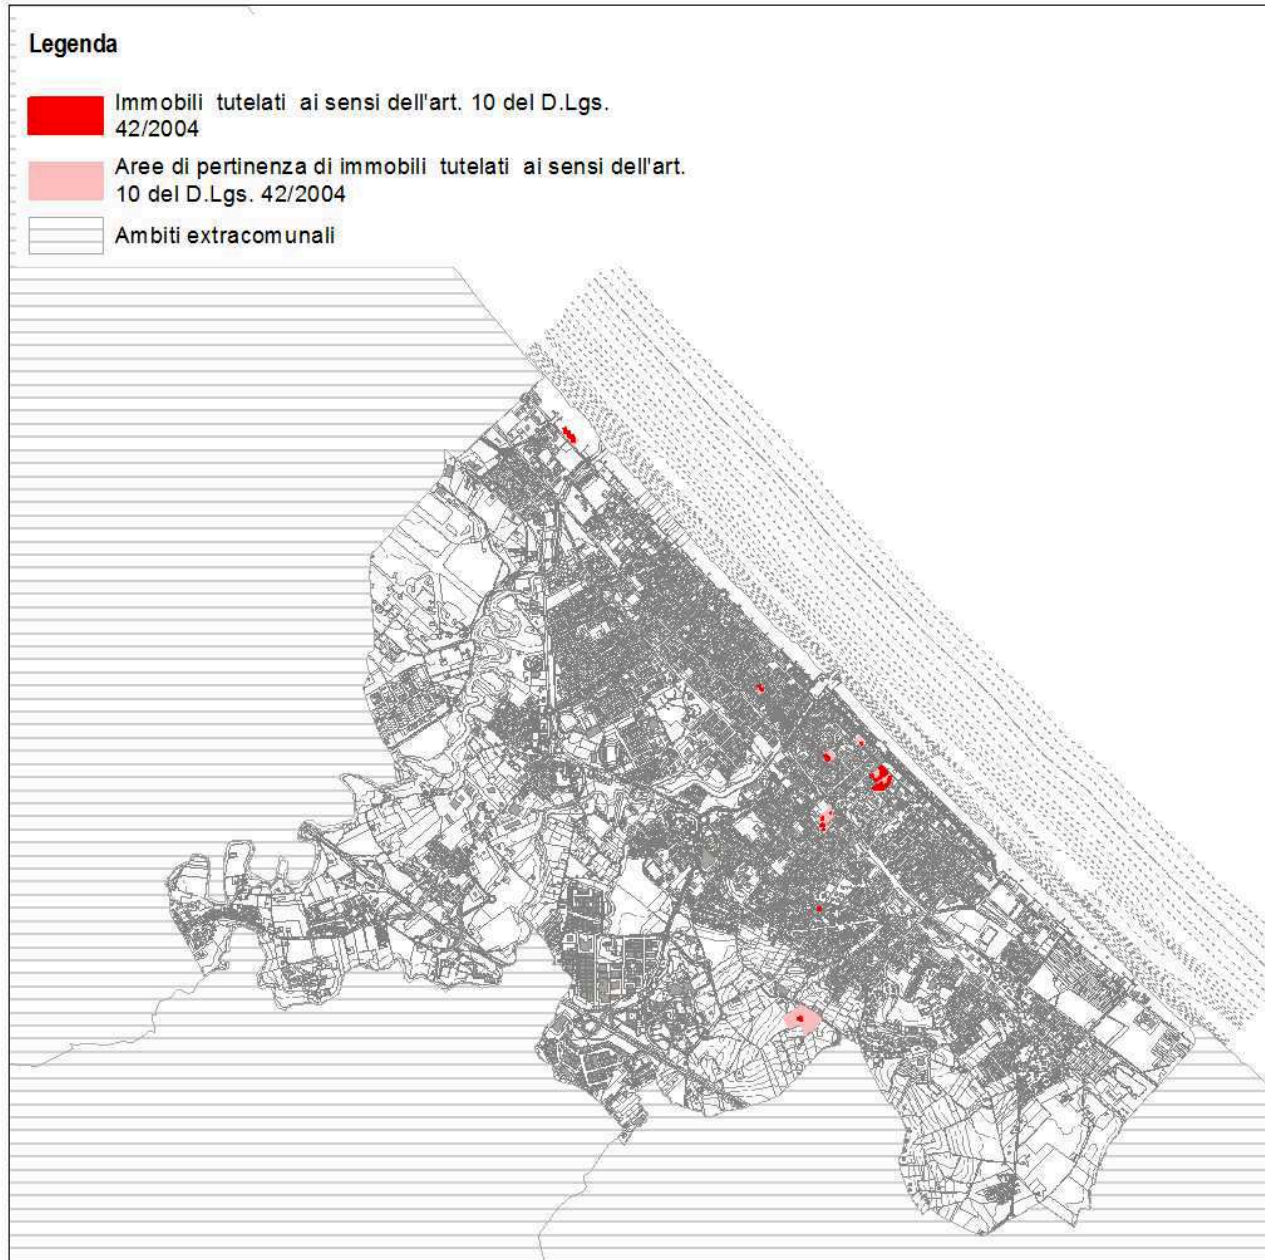 Legenda
Immobili tutelati ai sensi dell'art. 10 del D.Lgs.
42/2004
Aree di pertinenza di immobili tutelati ai sensi dell'art.
10 del D.Lgs. 42/2004
Ambiti extracomunali